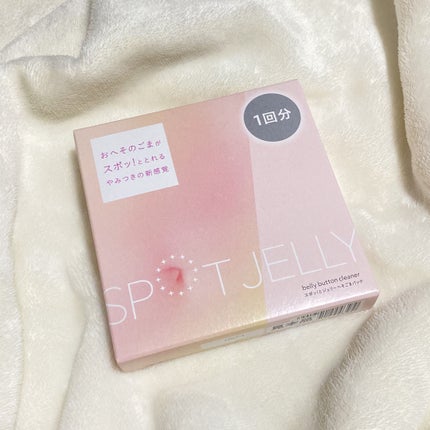 おへそのごまが
スポッ!ととれる
やみつきの新感覚
1回分
SPOT JELLY
belly button cleaner
スポッとジェリーへそごまパック